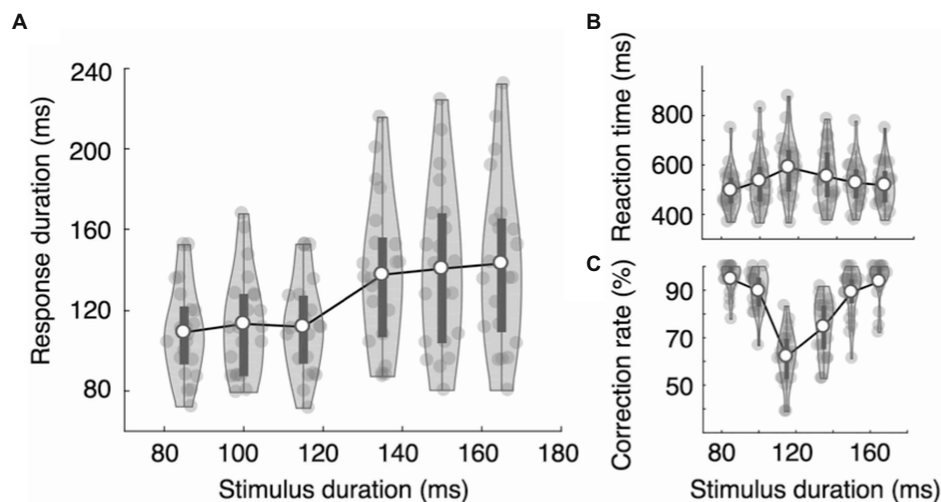 A
Response duration (ms)
240
200
160
120
80
80 100 120 140 160 180
Stimulus duration (ms)
B
Reaction time (ms)
800
600
400
C
Correction rate (%)
90
70
50
80 120 160
Stimulus duration (ms)